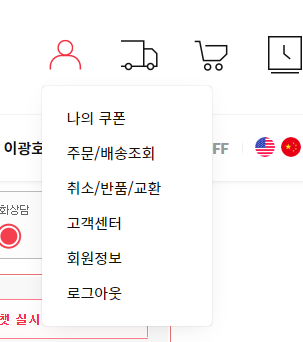 나의 쿠폰
이광호
주문/배송조회
FF
취소/반품/교환
화상담
고객센터
회원정보
로그아웃
챗 실시